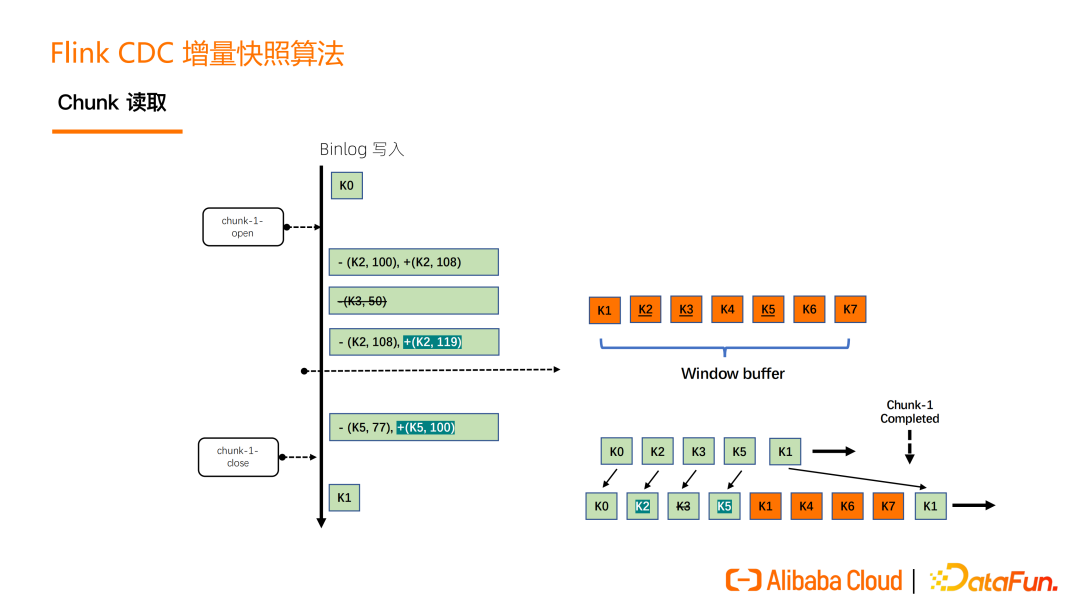 Flink CDC 增量快照算法
Chunk 读取
Binlog 写入
K0
chunk-1-
open
- (K2, 100), +(K2, 108)
-(K3, 50)
- (K2, 108), +(K2, 119)
K1 K2 K3 K4 K5 K6 K7
Window buffer
- (K5, 77), +(K5, 100)
chunk-1-
close
K1
Chunk-1
Completed
K0 K2 K3 K5 K1
K0 K2 K3 K5 K1 K4 K6 K7 K1
Alibaba Cloud | DataFun.